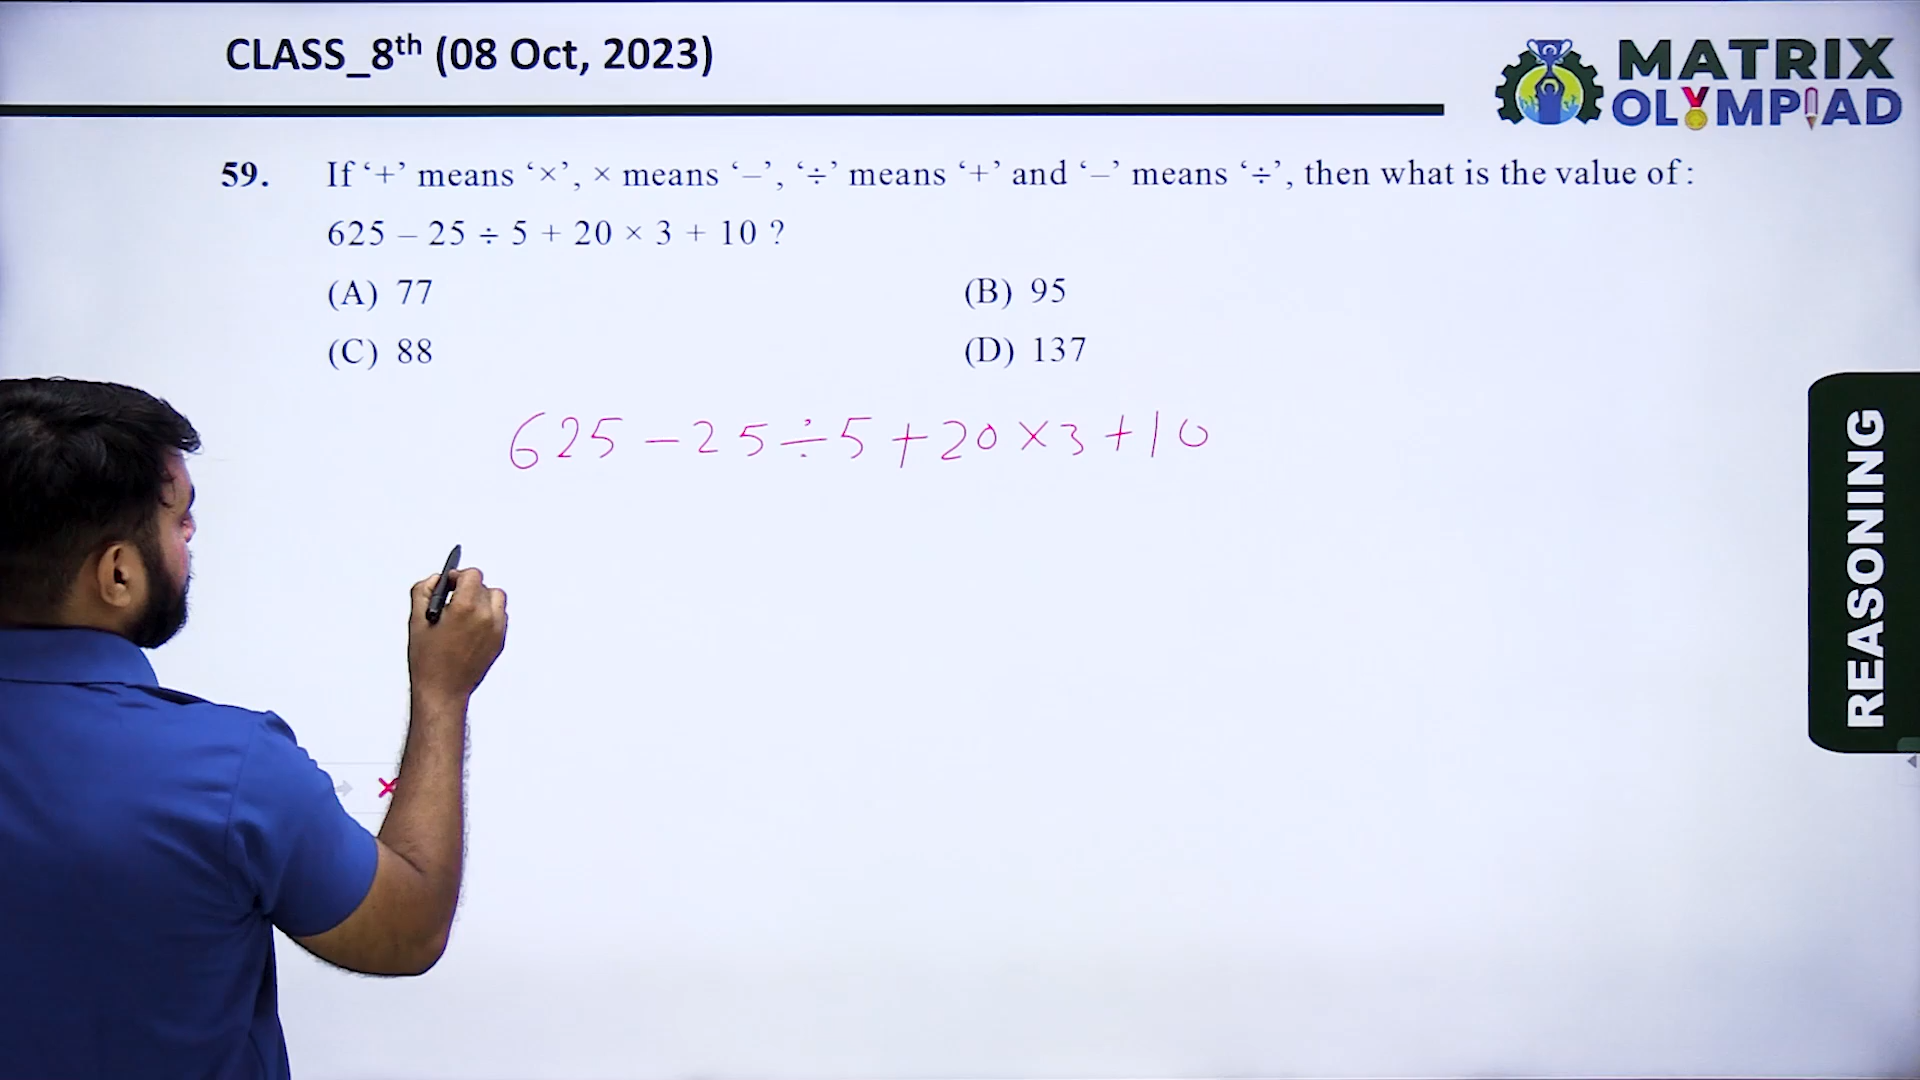 CLASS_8th (08 Oct, 2023)
MATRIX
OLYMPIAD
59. If ‘+’ means ‘×’, × means ‘–’, ‘÷’ means ‘+’ and ‘–’ means ‘÷’, then what is the value of :
625 – 25 ÷ 5 + 20 × 3 + 10 ?
(A) 77 (B) 95
(C) 88 (D) 137
625 – 25 ÷ 5 + 20 × 3 + 10
REASONING
×